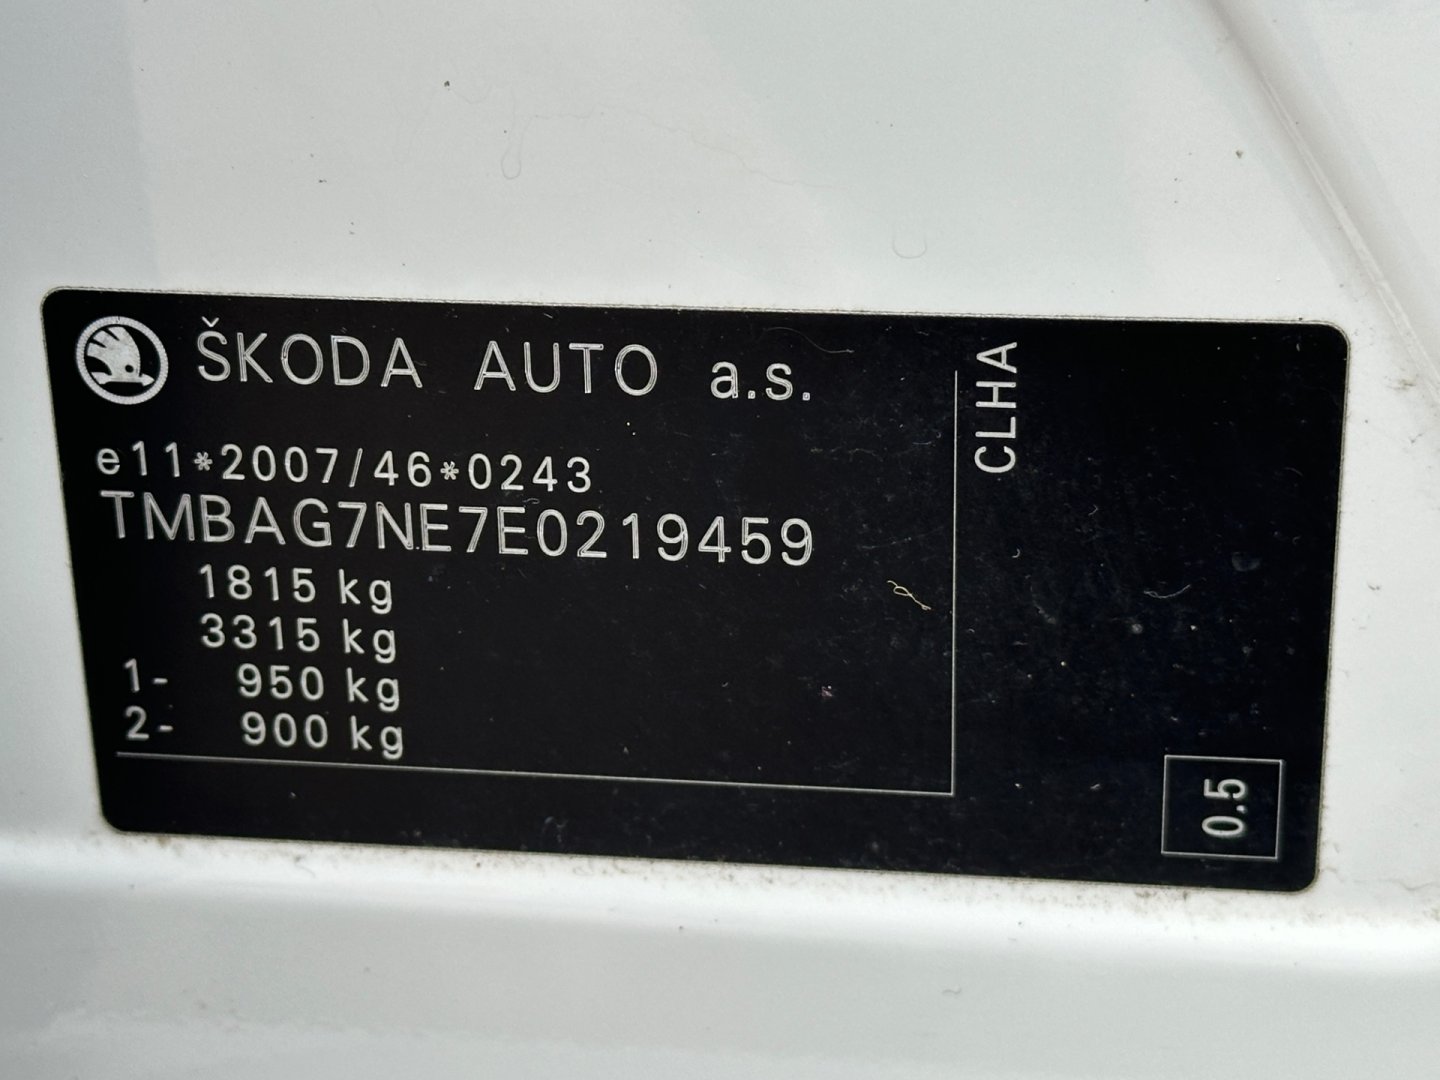 ŠKODA AUTO a.s.
e11*2007/46*0243
TMBAG7NE7E0219459
1815 kg
3315 kg
1- 950 kg
2- 900 kg
CLHA
0.5